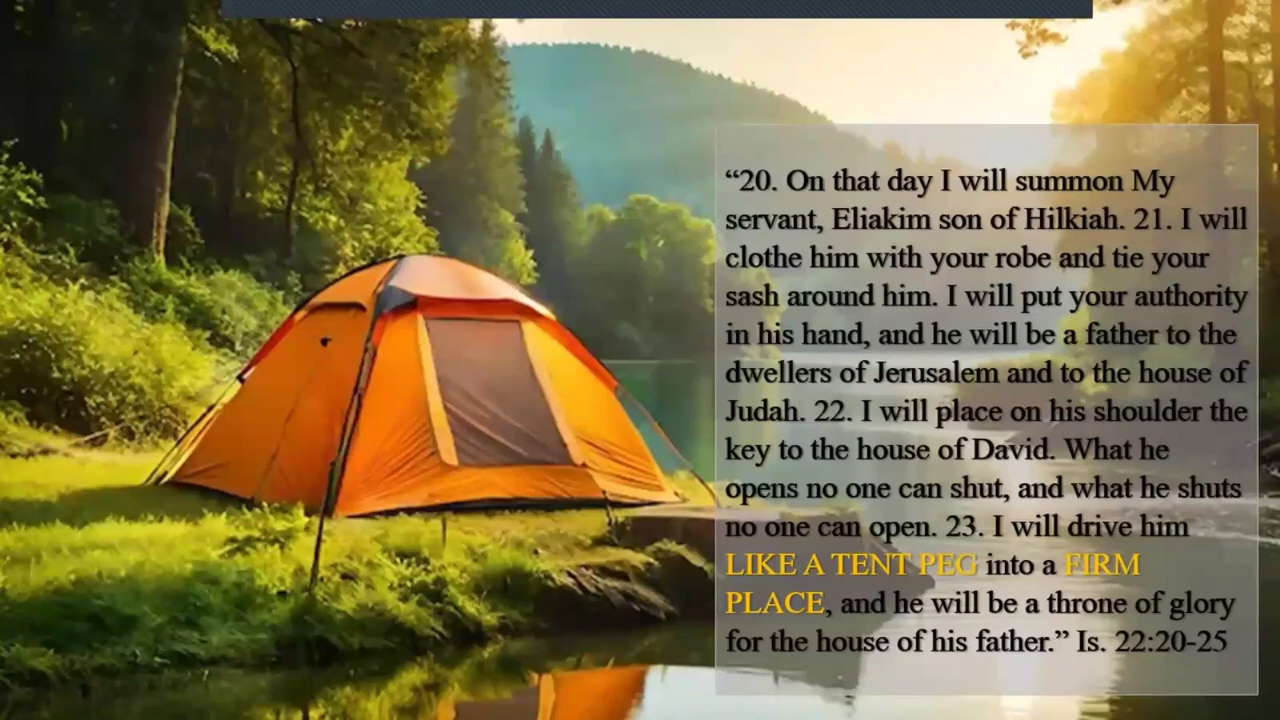 “20. On that day I will summon My
servant, Eliakim son of Hilkiah. 21. I will
clothe him with your robe and tie your
sash around him. I will put your authority
in his hand, and he will be a father to the
dwellers of Jerusalem and to the house of
Judah. 22. I will place on his shoulder the
key to the house of David. What he
opens no one can shut, and what he shuts
no one can open. 23. I will drive him
LIKE A TENT PEG into a FIRM
PLACE, and he will be a throne of glory
for the house of his father.” Is. 22:20-25